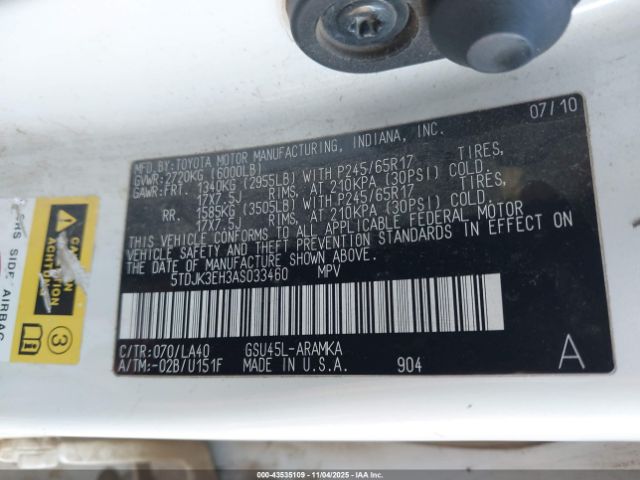 07/10
MFD.BY:TOYOTA MOTOR MANUFACTURING, INDIANA, INC.
GVWR:2720KG (6000LB)
GAWR:FRT. 1340KG (2955LB) WITH P245/65R17
17X7.5J RIMS, AT 210KPA (30PSI) COLD.
RR. 1585KG (3505LB) WITH P245/65R17
17X7.5J RIMS, AT 210KPA (30PSI) COLD.
THIS VEHICLE CONFORMS TO ALL APPLICABLE FEDERAL MOTOR
VEHICLE SAFETY AND THEFT PREVENTION STANDARDS IN EFFECT ON
THE DATE OF MANUFACTURE SHOWN ABOVE.
5TDJK3EH3AS033460 MPV
C/TR:070/LA40 GSU45L-ARAMKA
A/TM:-02B/U151F MADE IN U.S.A. 904 A
SIDE AIRBAG
CAUTION
ACHTUNG
3
IAA 43535109 11/04/2025 IAA INC.